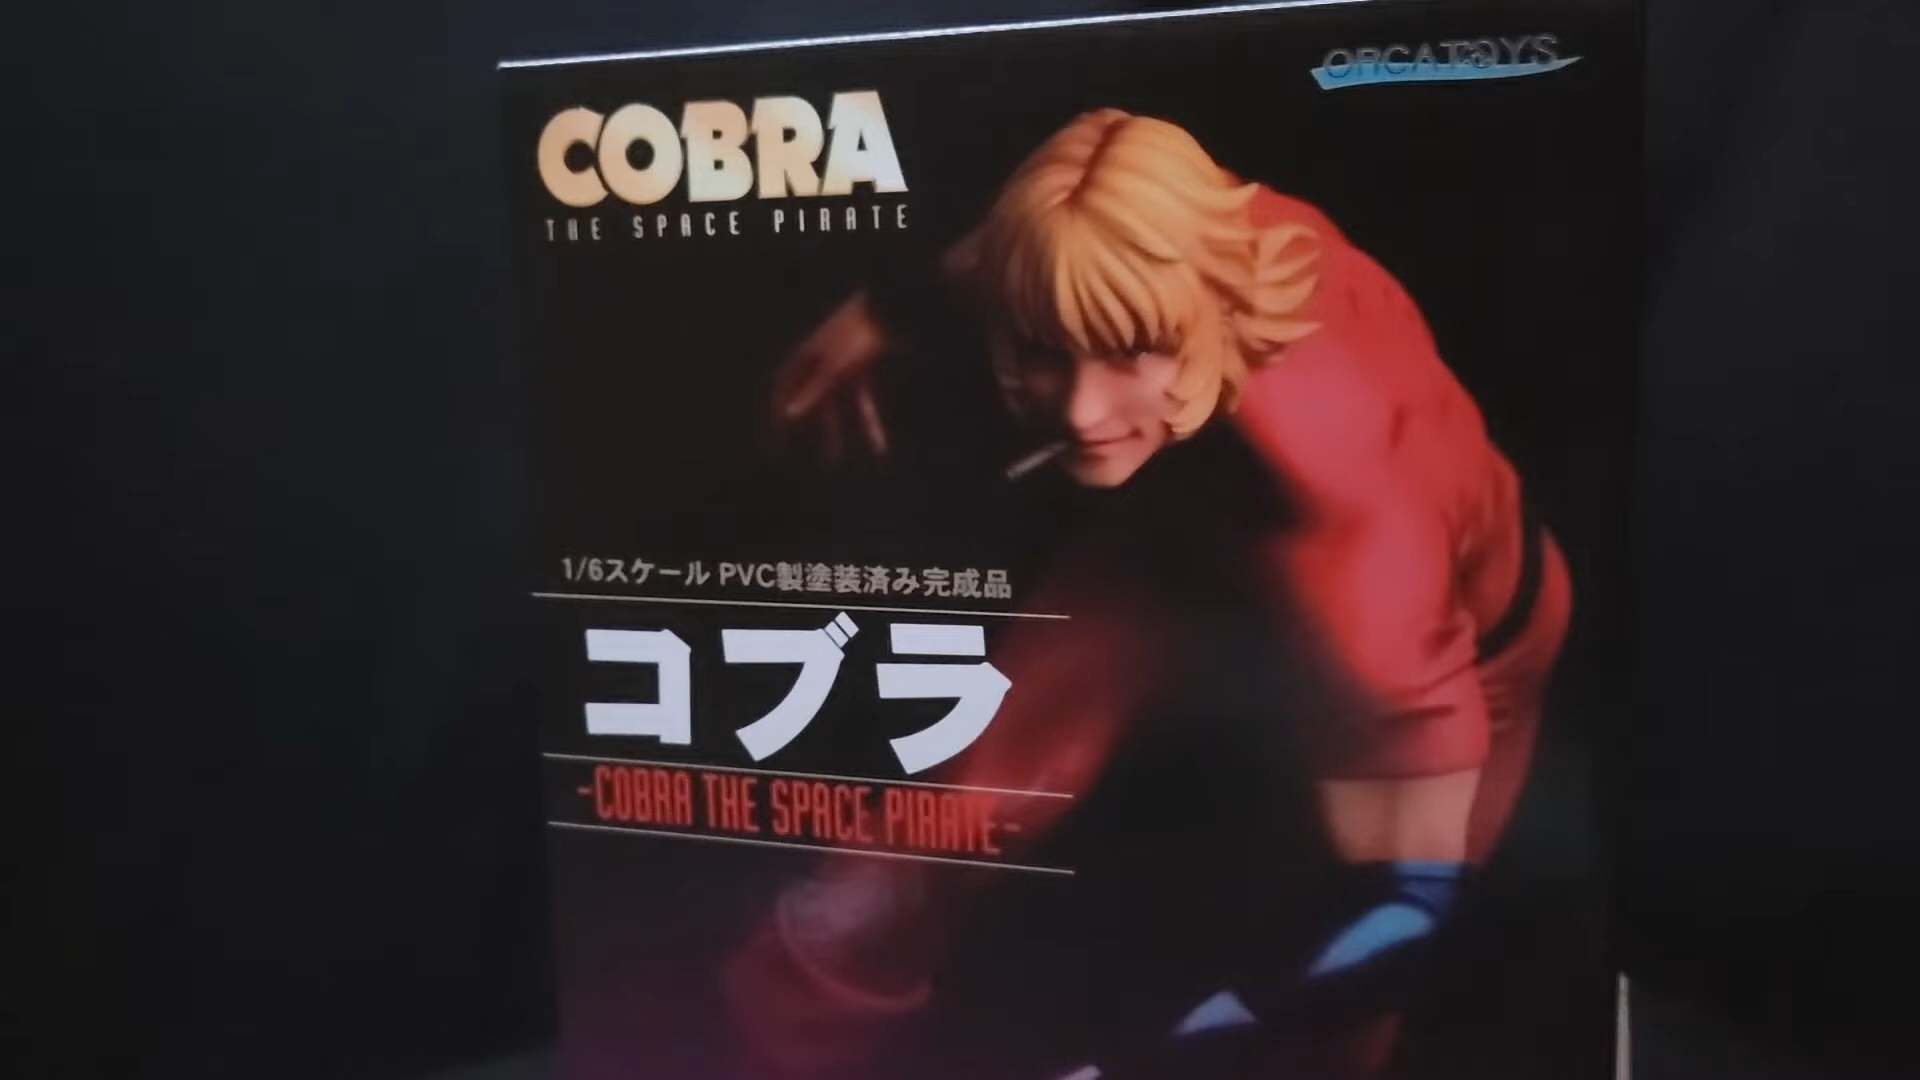 ORCATOYS
COBRA
THE SPACE PIRATE
1/6スケール PVC製塗装済み完成品
コブラ
-COBRA THE SPACE PIRATE-